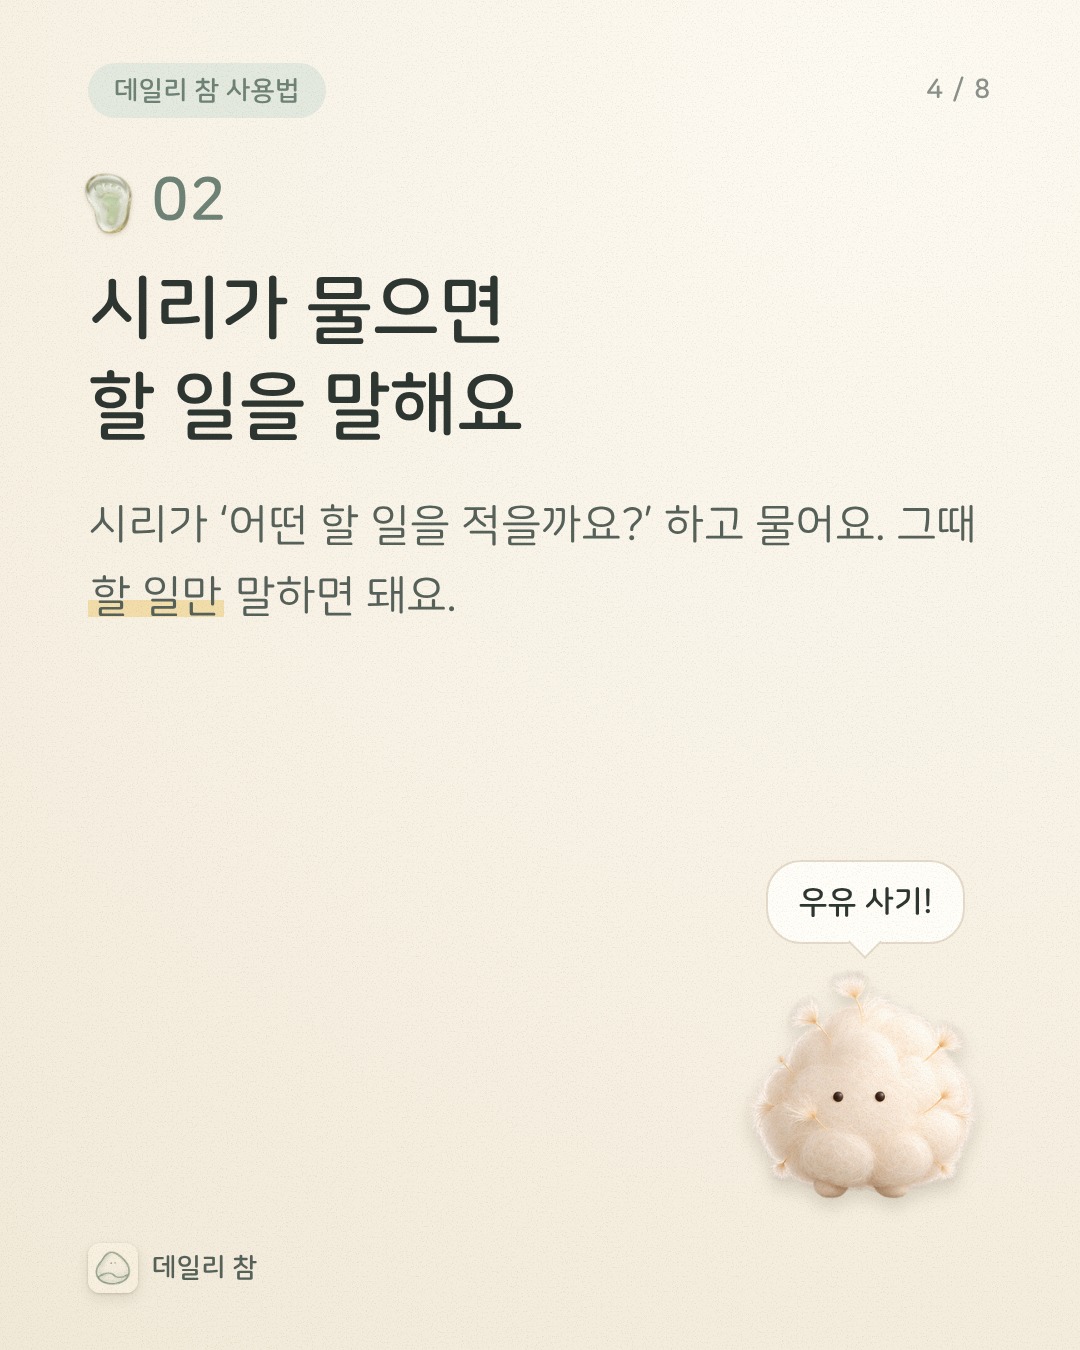 데일리 참 사용법
4 / 8
02
시리가 물으면
할 일을 말해요
시리가 ‘어떤 할 일을 적을까요?’ 하고 물어요. 그때
할 일만 말하면 돼요.
우유 사기!
데일리 참